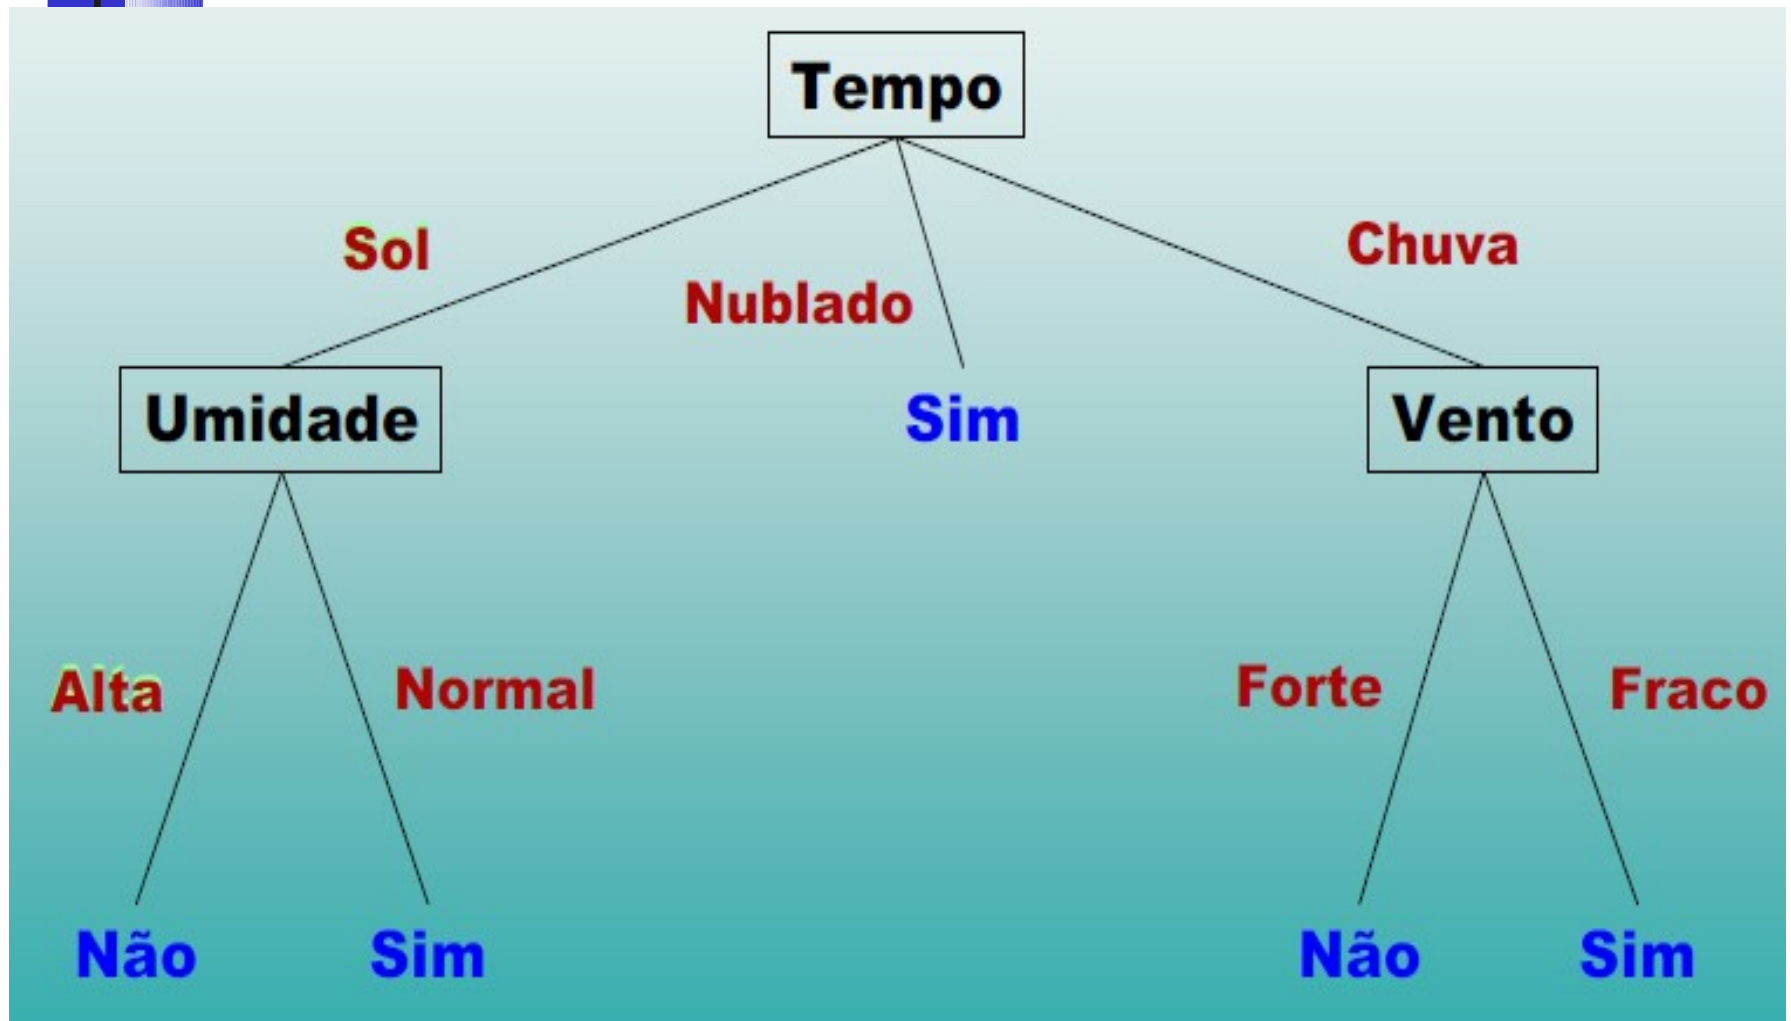 Tempo
Sol
Chuva
Nublado
Umidade
Sim
Vento
Alta
Normal
Forte
Fraco
Não
Sim
Não
Sim